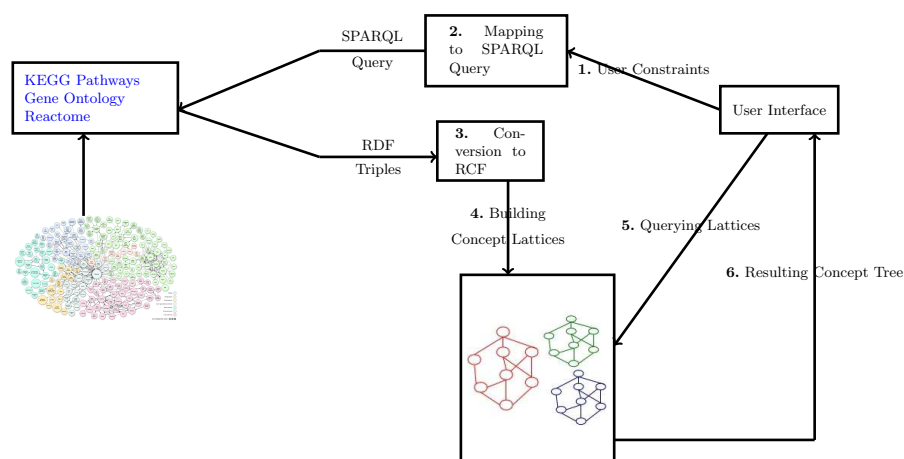 SPARQL
Query
2. Mapping
to SPARQL
Query
1. User Constraints
KEGG Pathways
Gene Ontology
Reactome
User Interface
RDF
Triples
3. Con-
version to
RCF
4. Building
Concept Lattices
5. Querying Lattices
6. Resulting Concept Tree